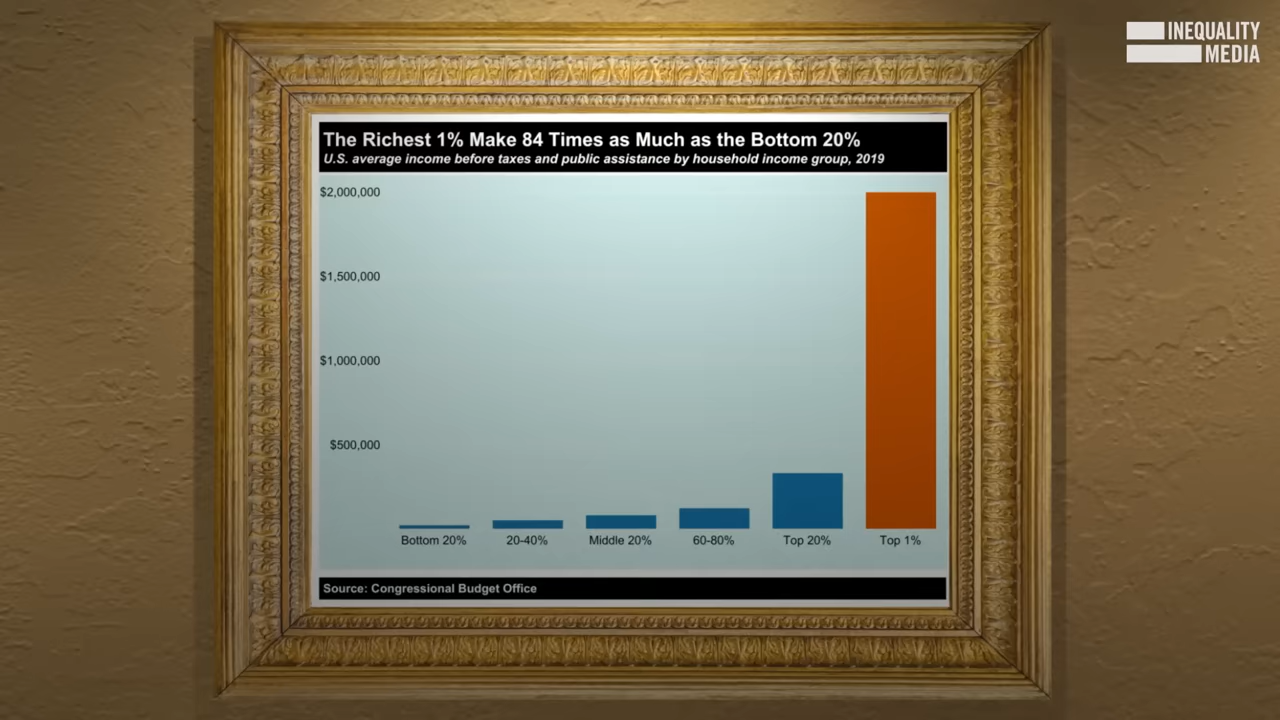 INEQUALITY
MEDIA
The Richest 1% Make 84 Times as Much as the Bottom 20%
U.S. average income before taxes and public assistance by household income group, 2019
$2,000,000
$1,500,000
$1,000,000
$500,000
Bottom 20% 20-40% Middle 20% 60-80% Top 20% Top 1%
Source: Congressional Budget Office